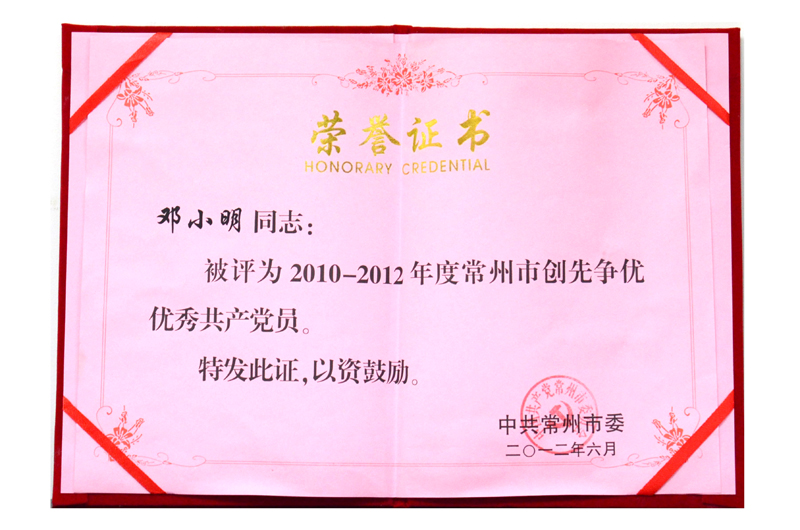 荣誉证书
HONORARY CREDENTIAL
邓小明同志：
被评为2010-2012年度常州市创先争优
优秀共产党员。
特发此证，以资鼓励。
中共常州市委
二〇一二年六月